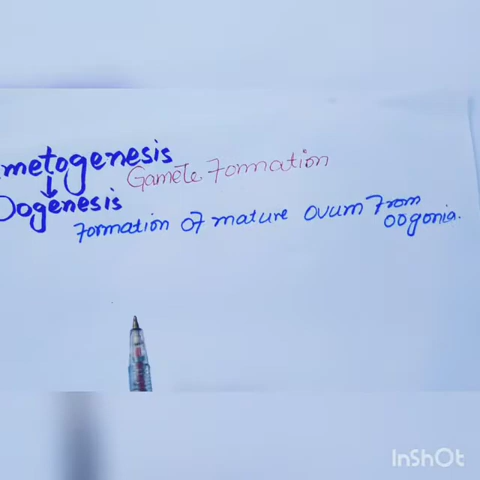 metogenesis
Gamete Formation
Oogenesis
Formation of mature ovum From
oogonia.
InShOt